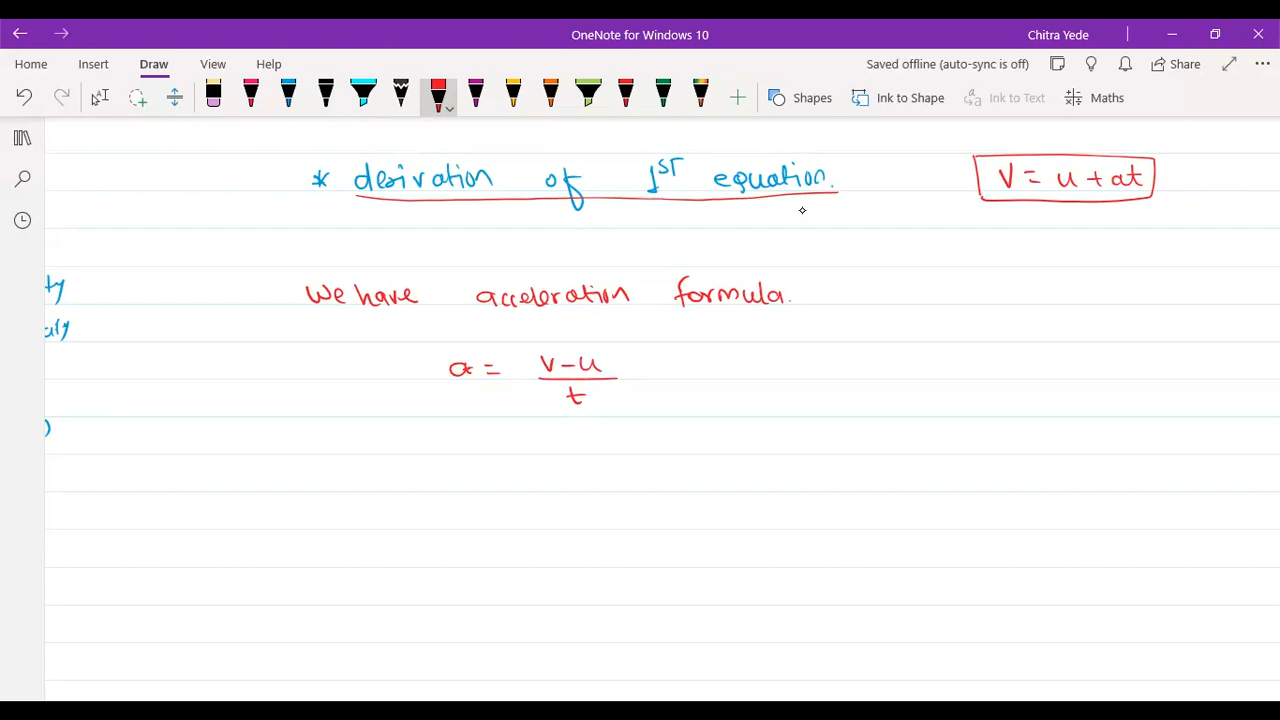 OneNote for Windows 10
Chitra Yede
Home Insert Draw View Help
Saved offline (auto-sync is off) Share
Shapes Ink to Shape Ink to Text Maths
* derivation of 1ST equation. V = u + at
We have acceleration formula.
ty
a = v-u
t